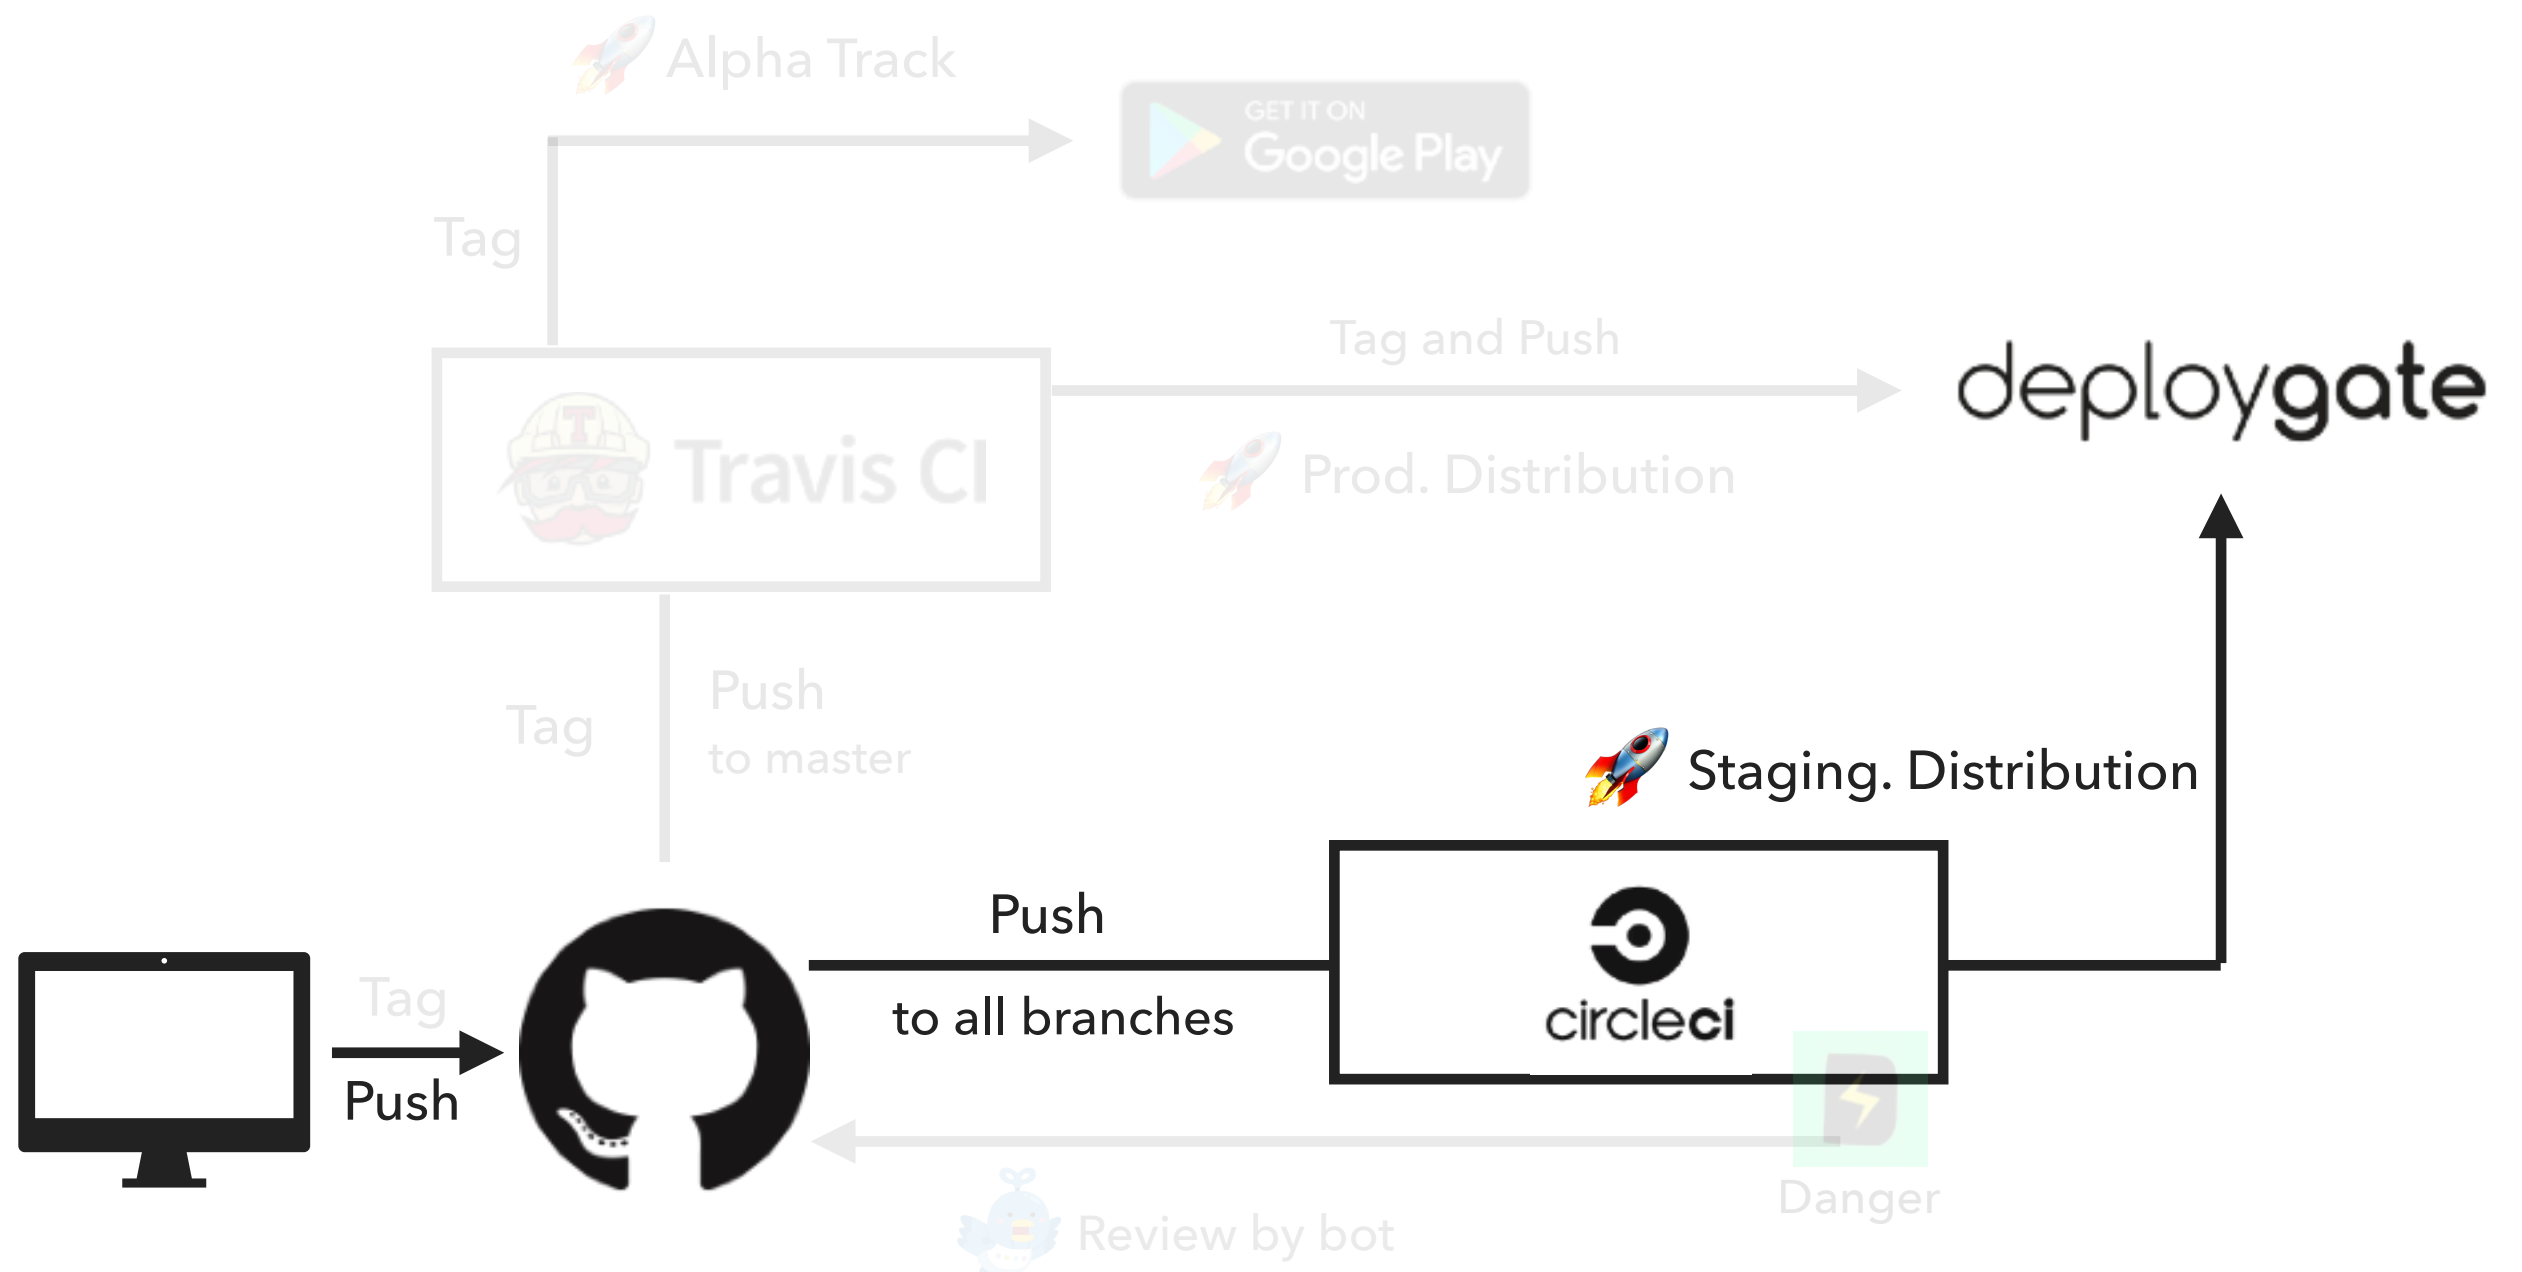 Alpha Track
GET IT ON
Google Play
Tag
Tag and Push
deploygate
Travis CI
Prod. Distribution
Tag
Push
to master
Staging. Distribution
Push
to all branches
circleci
Tag
Push
Danger
Review by bot